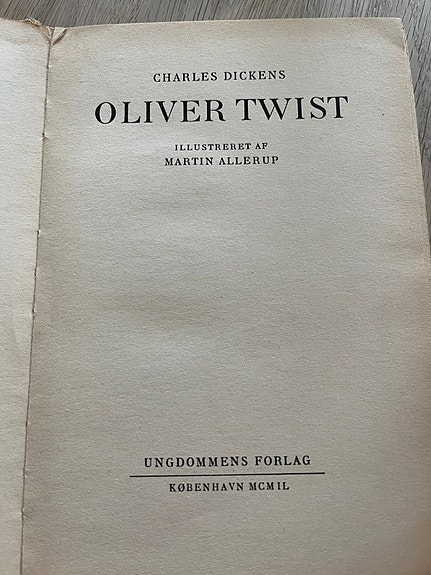 CHARLES DICKENS
OLIVER TWIST
ILLUSTRERET AF
MARTIN ALLERUP
UNGDOMMENS FORLAG
KØBENHAVN MCMIL